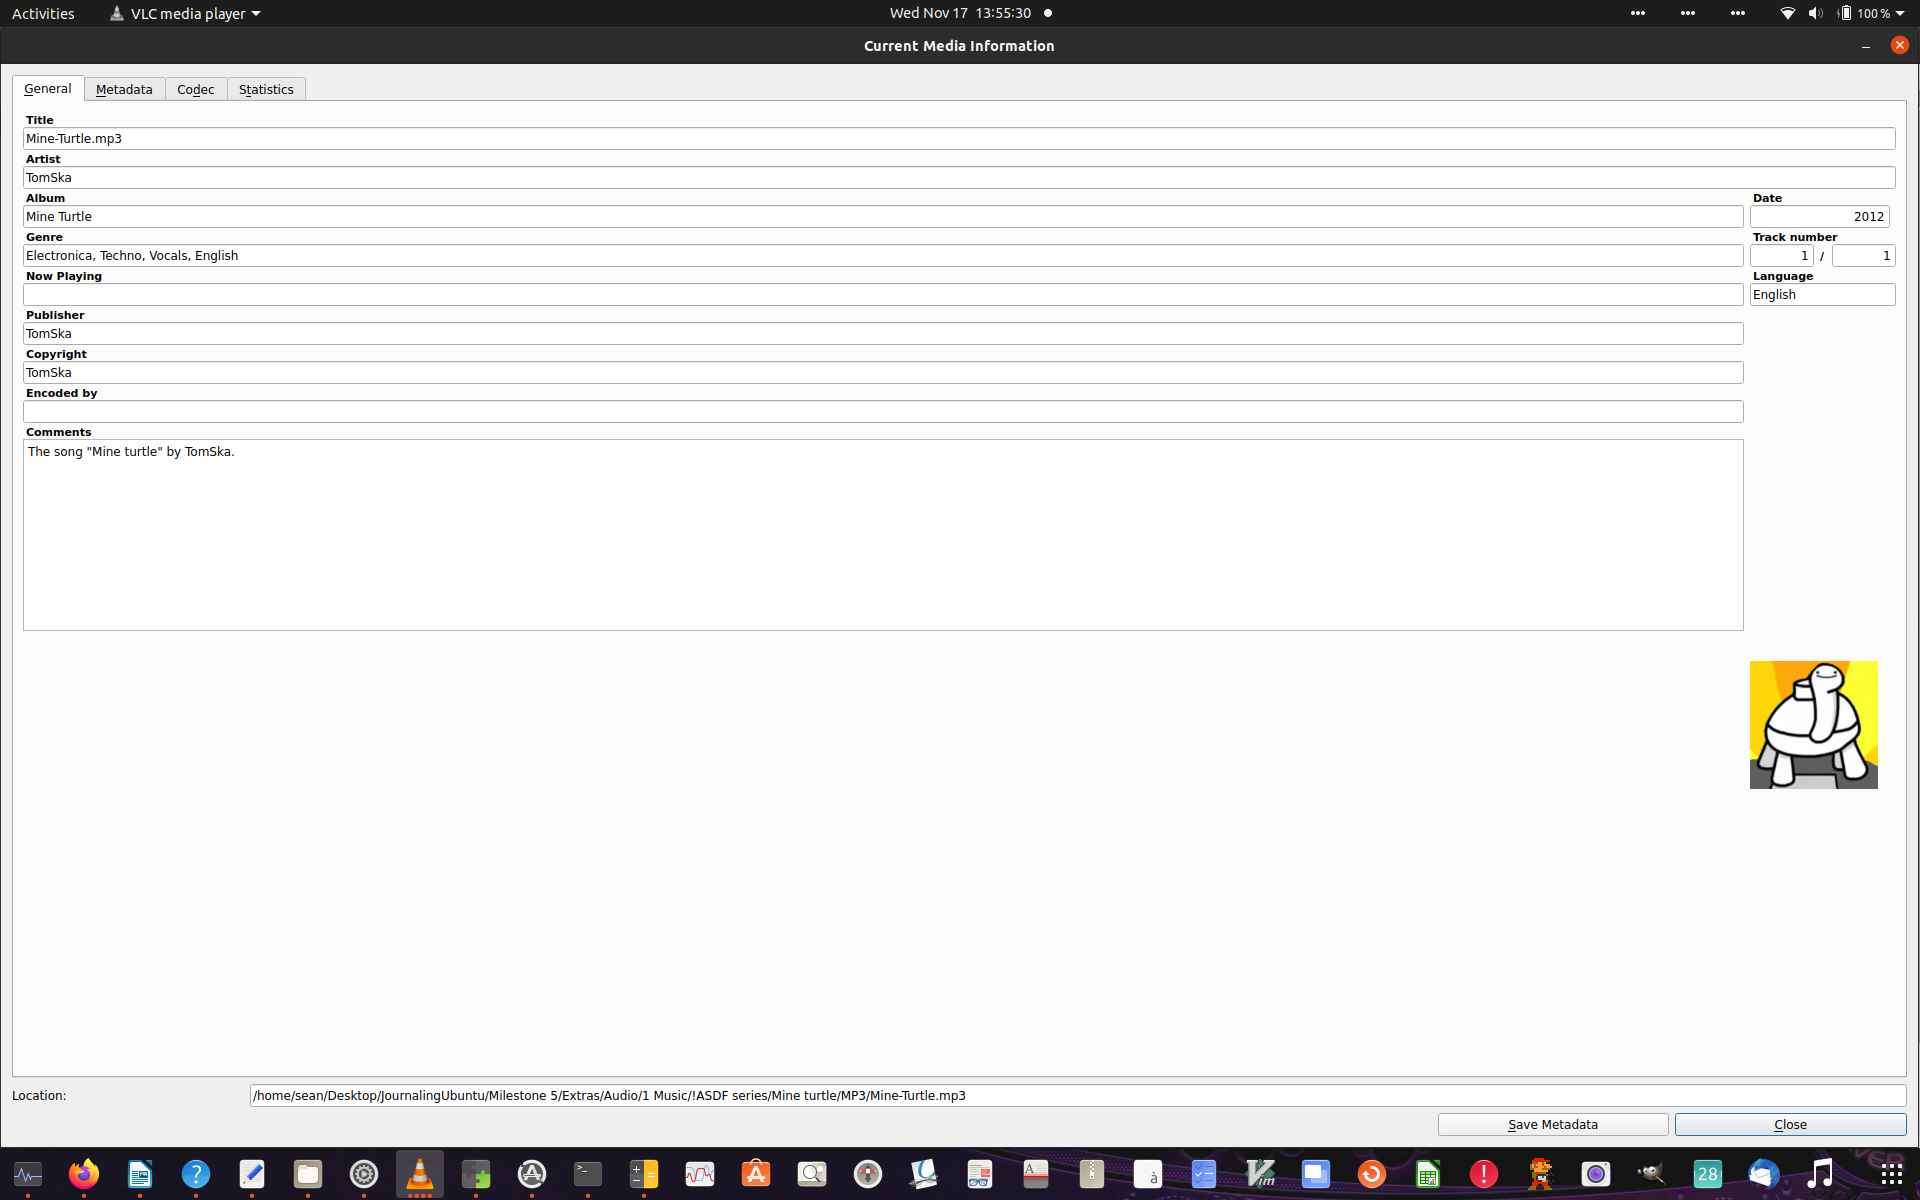 Activities VLC media player Wed Nov 17 13:55:30 100 %
Current Media Information
General Metadata Codec Statistics
Title
Mine-Turtle.mp3
Artist
TomSka
Album Date
Mine Turtle 2012
Genre Track number
Electronica, Techno, Vocals, English 1 / 1
Now Playing Language
English
Publisher
TomSka
Copyright
TomSka
Encoded by
Comments
The song "Mine turtle" by TomSka.
Location: /home/sean/Desktop/JournalingUbuntu/Milestone 5/Extras/Audio/1 Music/!ASDF series/Mine turtle/MP3/Mine-Turtle.mp3
Save Metadata Close
28